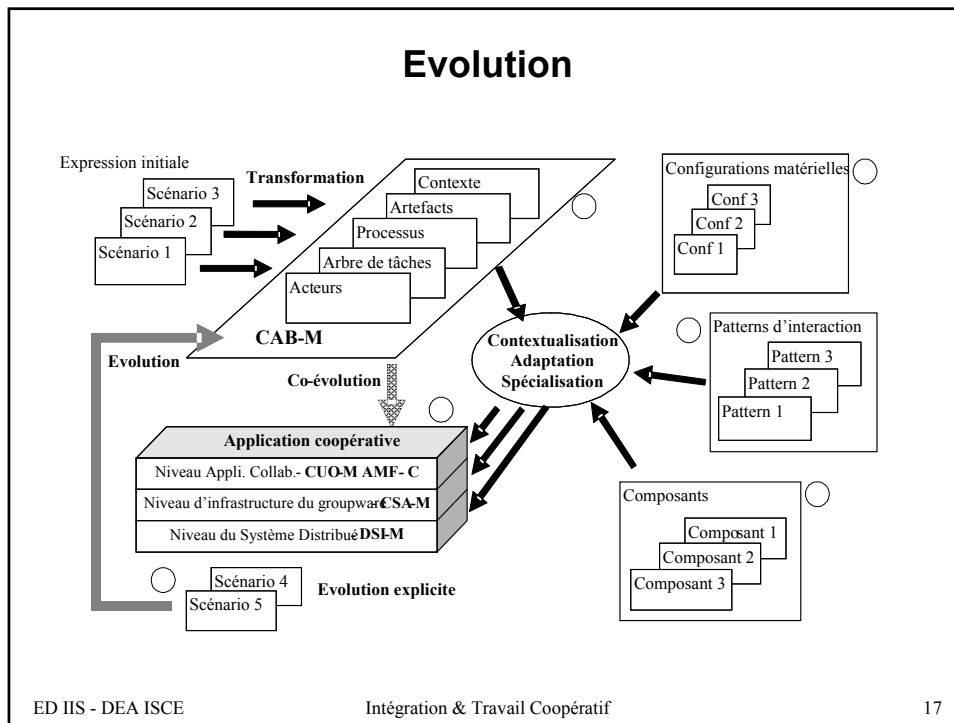 Evolution
Expression initiale
Scénario 3
Scénario 2
Scénario 1
Transformation
Contexte
Artefacts
Processus
Arbre de tâches
Acteurs
CAB-M
Configurations matérielles
Conf 3
Conf 2
Conf 1
Contextualisation
Adaptation
Spécialisation
Patterns d'interaction
Pattern 3
Pattern 2
Pattern 1
Evolution
Co-évolution
Application coopérative
Niveau Appli. Collab.- CUO-M AMF- C
Niveau d'infrastructure du groupware- CSA-M
Niveau du Système Distribué- DSI-M
Composants
Composant 1
Composant 2
Composant 3
Scénario 4
Scénario 5
Evolution explicite
ED IIS - DEA ISCE
Intégration & Travail Coopératif
17